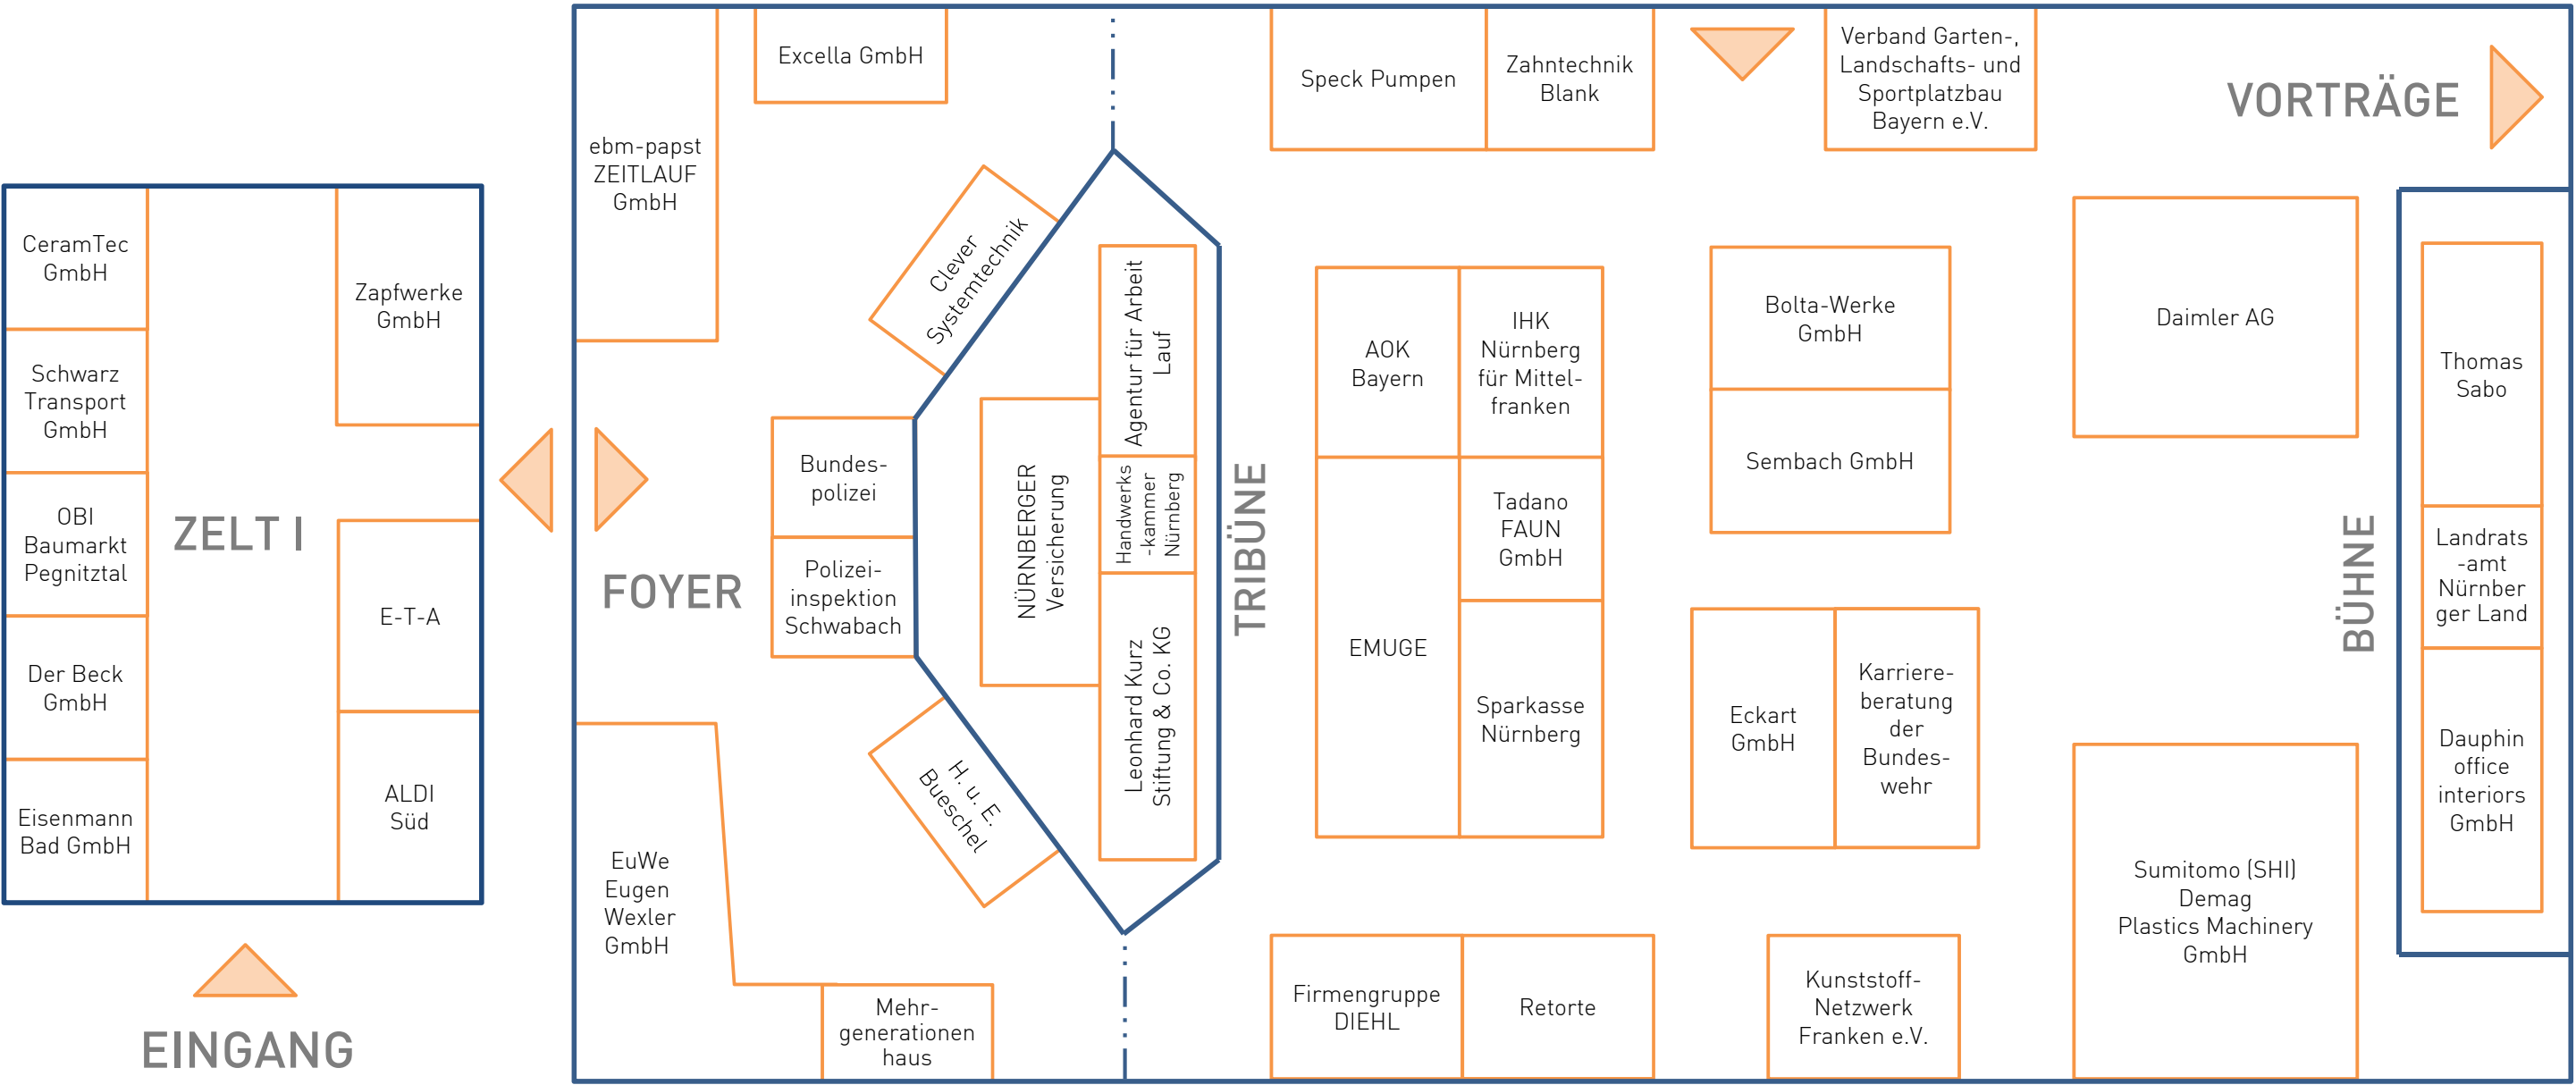 CeramTec
GmbH
Schwarz
Transport
GmbH
OBI
Baumarkt
Pegnitztal
Der Beck
GmbH
Eisenmann
Bad GmbH
ZELT I
Zapfwerke
GmbH
E-T-A
ALDI
Süd
EINGANG
ebm-papst
ZEITLAUF
GmbH
Excella GmbH
Clever
Systemtechnik
Bundes-
polizei
Polizei-
inspektion
Schwabach
FOYER
H. u. E.
Bueschel
EuWe
Eugen
Wexler
GmbH
Mehr-
generationen
haus
NÜRNBERGER
Versicherung
Agentur für Arbeit
Lauf
Handwerks
-kammer
Nürnberg
Leonhard Kurz
Stiftung & Co. KG
TRIBÜNE
Speck Pumpen
Zahntechnik
Blank
Verband Garten-,
Landschafts- und
Sportplatzbau
Bayern e.V.
VORTRÄGE
AOK
Bayern
IHK
Nürnberg
für Mittel-
franken
EMUGE
Tadano
FAUN
GmbH
Sparkasse
Nürnberg
Bolta-Werke
GmbH
Sembach GmbH
Eckart
GmbH
Karriere-
beratung
der
Bundes-
wehr
Daimler AG
Sumitomo (SHI)
Demag
Plastics Machinery
GmbH
Firmengruppe
DIEHL
Retorte
Kunststoff-
Netzwerk
Franken e.V.
BÜHNE
Thomas
Sabo
Landrats
-amt
Nürnber
ger Land
Dauphin
office
interiors
GmbH